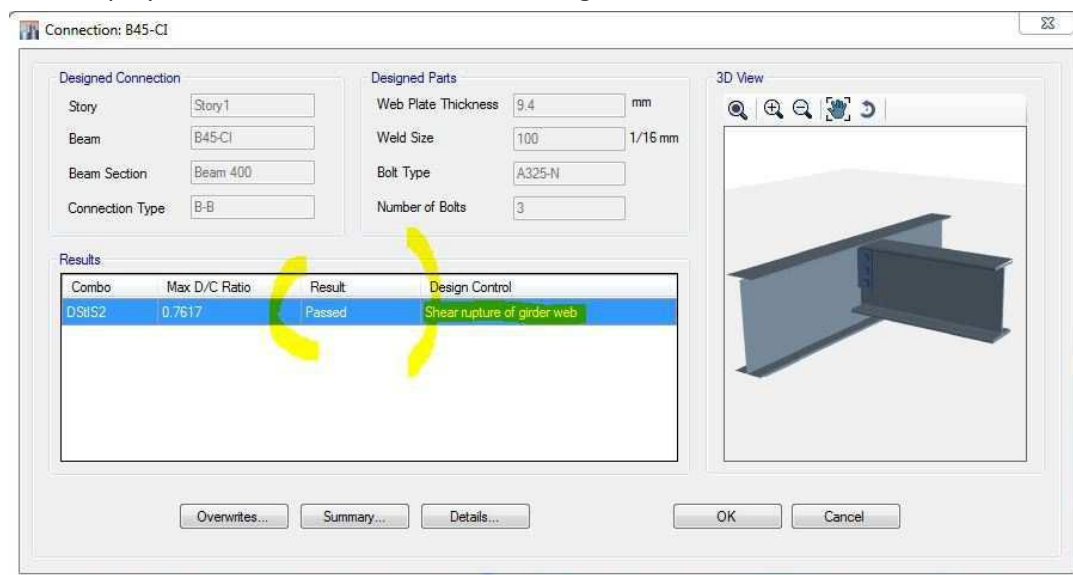 Connection: B45-CI
Designed Connection
Story Story1
Beam B45-CI
Beam Section Beam 400
Connection Type B-B
Designed Parts
Web Plate Thickness 9.4 mm
Weld Size 100 1/16 mm
Bolt Type A325-N
Number of Bolts 3
3D View
Results
Combo Max D/C Ratio Result Design Control
DStlS2 0.7617 Passed Shear rupture of girder web
Overwrites... Summary... Details... OK Cancel